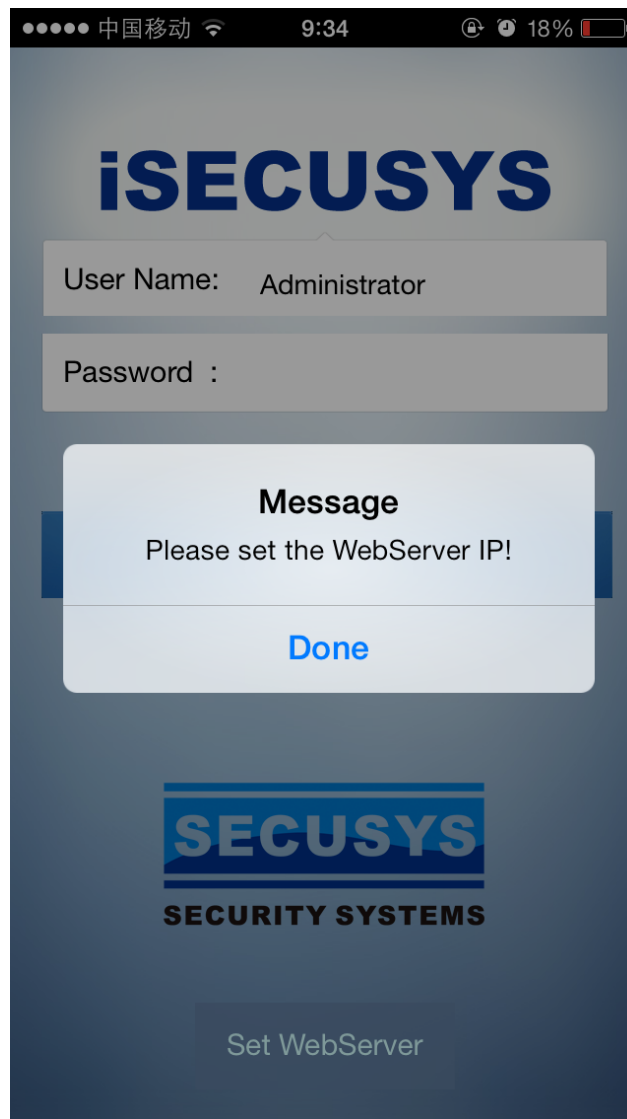 中国移动 9:34 18%
iSECUSYS
User Name: Administrator
Password :
Message
Please set the WebServer IP!
Done
SECUSYS
SECURITY SYSTEMS
Set WebServer